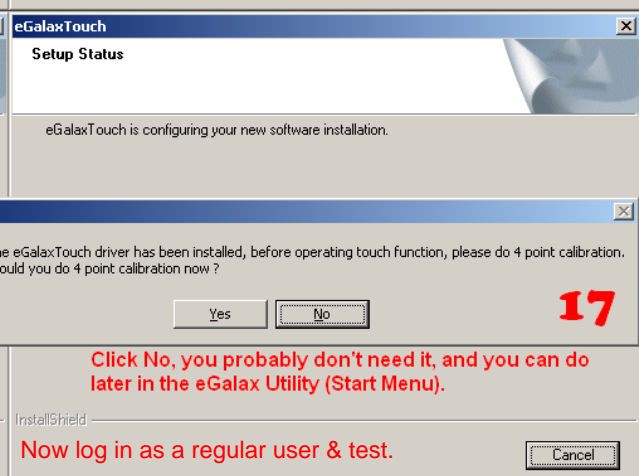 eGalaxTouch
Setup Status
eGalaxTouch is configuring your new software installation.
eGalaxTouch driver has been installed, before operating touch function, please do 4 point calibration.
you do 4 point calibration now ?
Yes No
17
Click No, you probably don't need it, and you can do
later in the eGalax Utility (Start Menu).
InstallShield
Now log in as a regular user & test.
Cancel